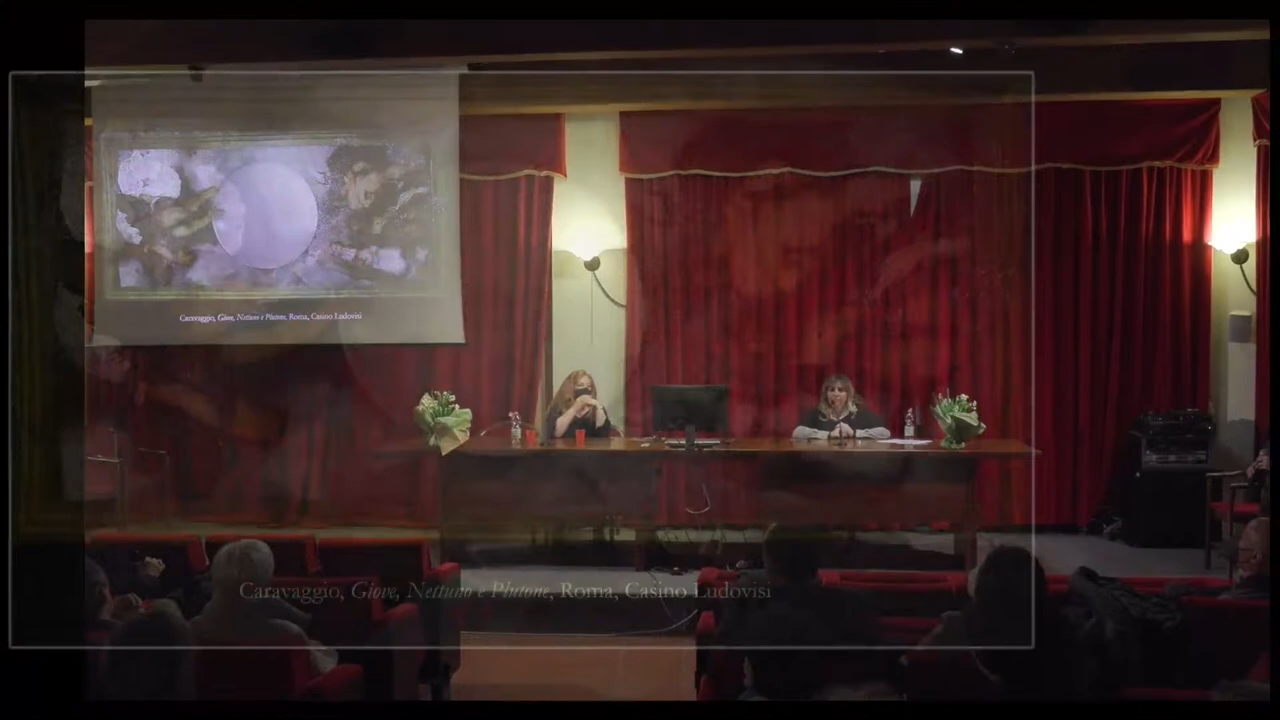 Caravaggio, Giove, Nettuno e Plutone, Roma, Casino Ludovisi
Caravaggio, Giove, Nettuno e Plutone, Roma, Casino Ludovisi